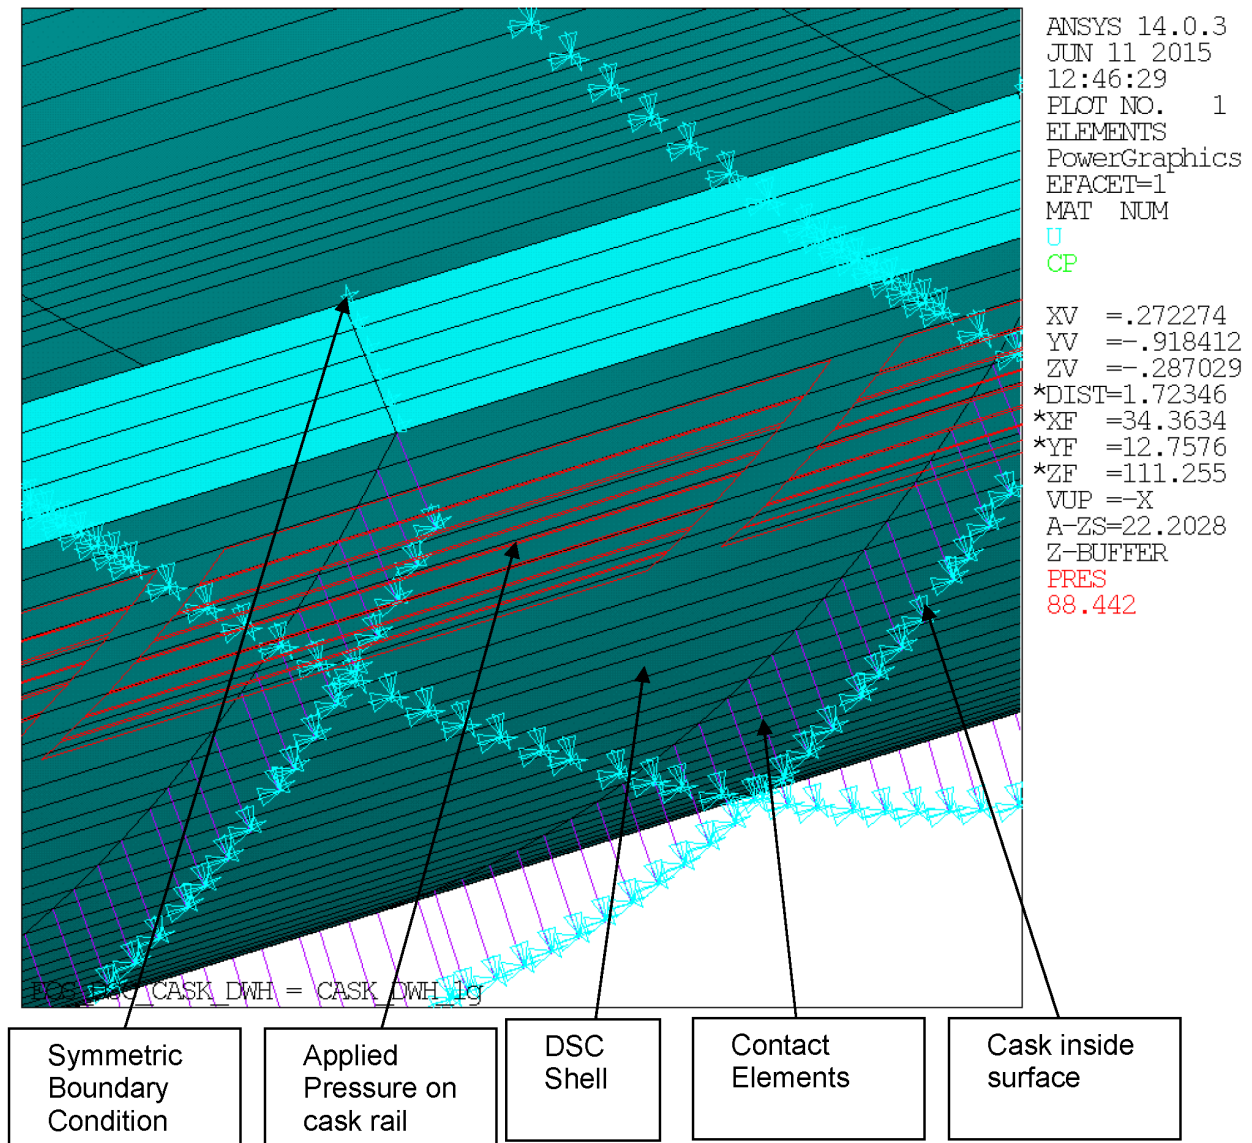 ANSYS 14.0.3
JUN 11 2015
12:46:29
PLOT NO.   1
ELEMENTS
PowerGraphics
EFACET=1
MAT  NUM
U
CP
XV  =.272274
YV  =-.918412
ZV  =-.287029
*DIST=1.72346
*XF  =34.3634
*YF  =12.7576
*ZF  =111.255
VUP =-X
A-ZS=22.2028
Z-BUFFER
PRES
88.442
CASK_DWH = CASK_DWH_1g
Symmetric
Boundary
Condition
Applied
Pressure on
cask rail
DSC
Shell
Contact
Elements
Cask inside
surface